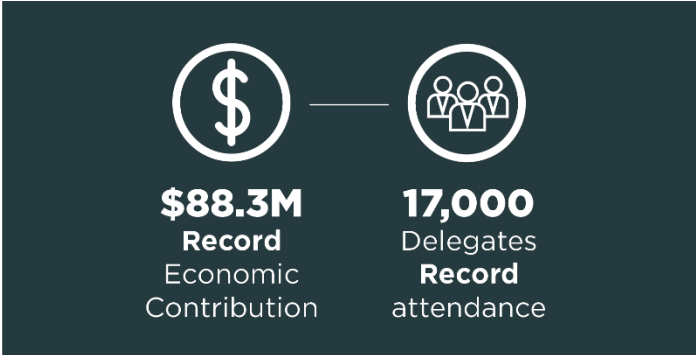 $88.3M
Record
Economic
Contribution
17,000
Delegates
Record
attendance